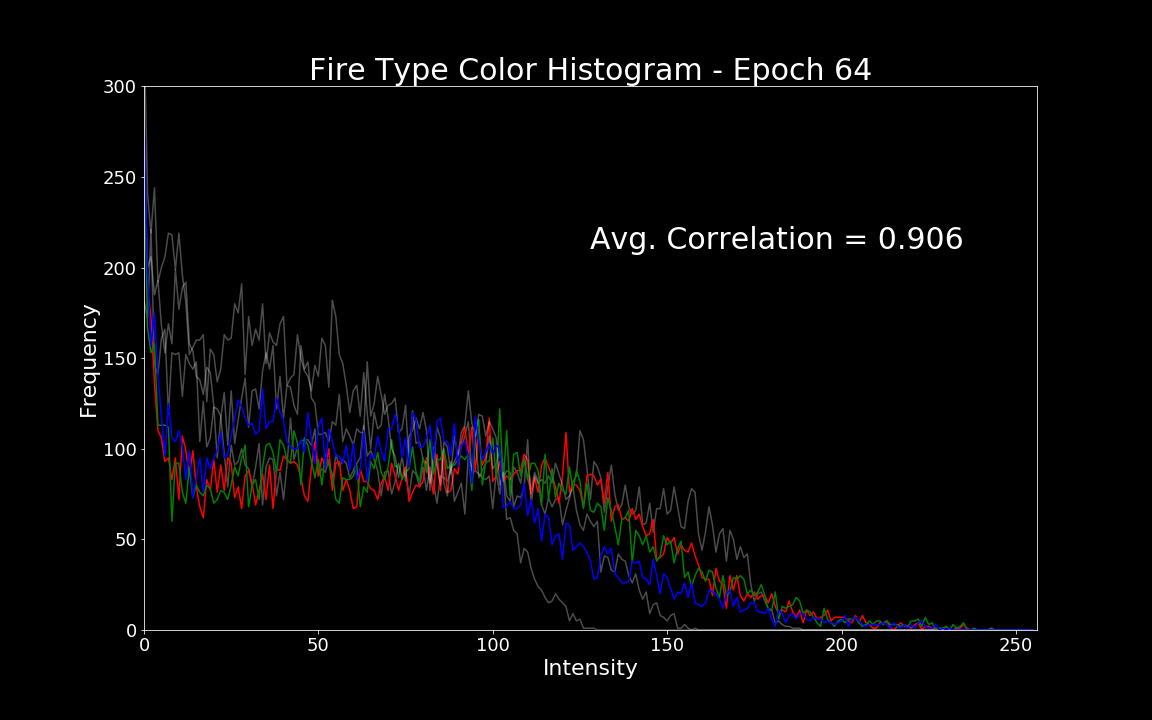 Fire Type Color Histogram - Epoch 64
300
250
200
150
100
50
0
Frequency
Avg. Correlation = 0.906
0 50 100 150 200 250
Intensity